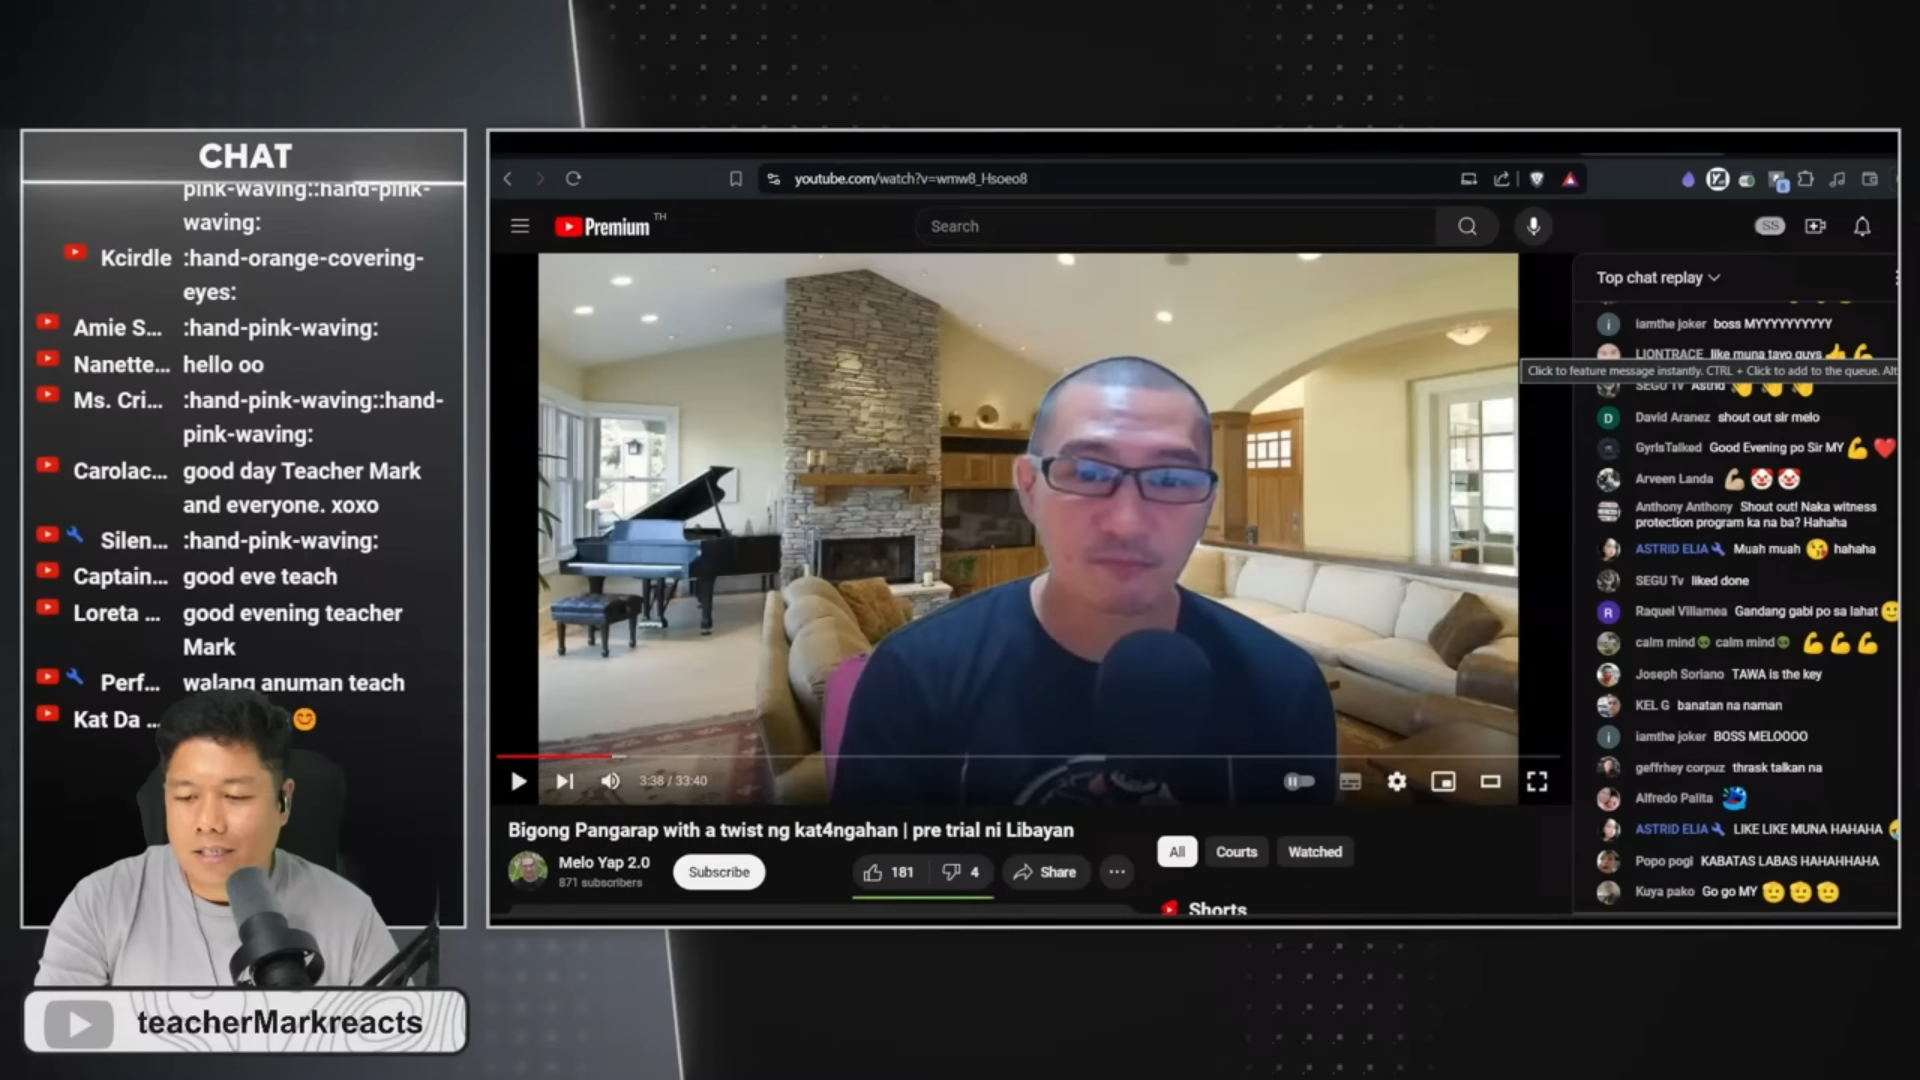 CHAT
pink-waving::hand-pink-
waving:
Kcirdle :hand-orange-covering-
eyes:
Amie S... :hand-pink-waving:
Nanette... hello oo
Ms. Cri... :hand-pink-waving::hand-
pink-waving:
Carolac... good day Teacher Mark
and everyone. xoxo
Silen... :hand-pink-waving:
Captain... good eve teach
Loreta ... good evening teacher
Mark
Perf... walang anuman teach
Kat Da ... 😊
teacherMarkreacts
youtube.com/watch?v=wmw8_Hsoeo8
Premium TH
Search
SS
3:38 / 33:40
Bigong Pangarap with a twist ng kat4ngahan | pre trial ni Libayan
Melo Yap 2.0
871 subscribers
Subscribe
181
4
Share
All Courts Watched
Shorts
Top chat replay
iamthe joker boss MYYYYYYYYYY
LIONTRACE like muna tayo guys 👍 💪
Click to feature message instantly. CTRL + Click to add to the queue. Alt
SEGU Tv Astrid 👋 👋 👋
David Aranez shout out sir melo
GyrlsTalked Good Evening po Sir MY 💪 ❤️
Arveen Landa 💪🏼 🤡 🤡
Anthony Anthony Shout out! Naka witness
protection program ka na ba? Hahaha
ASTRID ELIA Muah muah 😘 hahaha
SEGU Tv liked done
R Raquel Villamea Gandang gabi po sa lahat 🙂
calm mind👽 calm mind👽 💪 💪 💪
Joseph Soriano TAWA is the key
KEL G banatan na naman
iamthe joker BOSS MELOOOO
geffrhey corpuz thrask talkan na
Alfredo Palita
ASTRID ELIA LIKE LIKE MUNA HAHAHA
Popo pogi KABATAS LABAS HAHAHHAHA
Kuya pako Go go MY 🫡 🫡 🫡